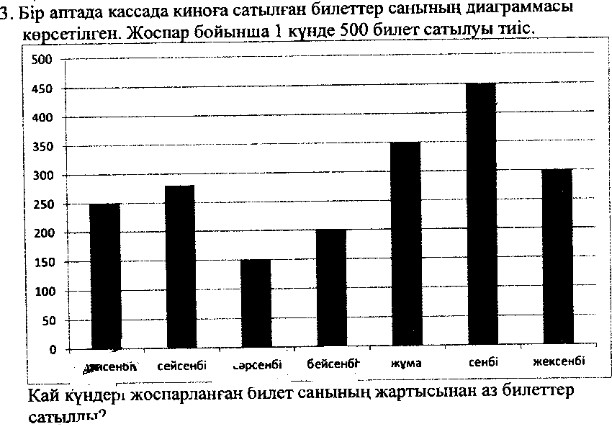 3. Бір аптада кассада киноға сатылған билеттер санының диаграммасы
көрсетілген. Жоспар бойынша 1 күнде 500 билет сатылуы тиіс.
500
450
400
350
300
250
200
150
100
50
0
дүйсенбі сейсенбі сәрсенбі бейсенбі жұма сенбі жексенбі
Қай күндері жоспарланған билет санының жартысынан аз билеттер
сатылды?